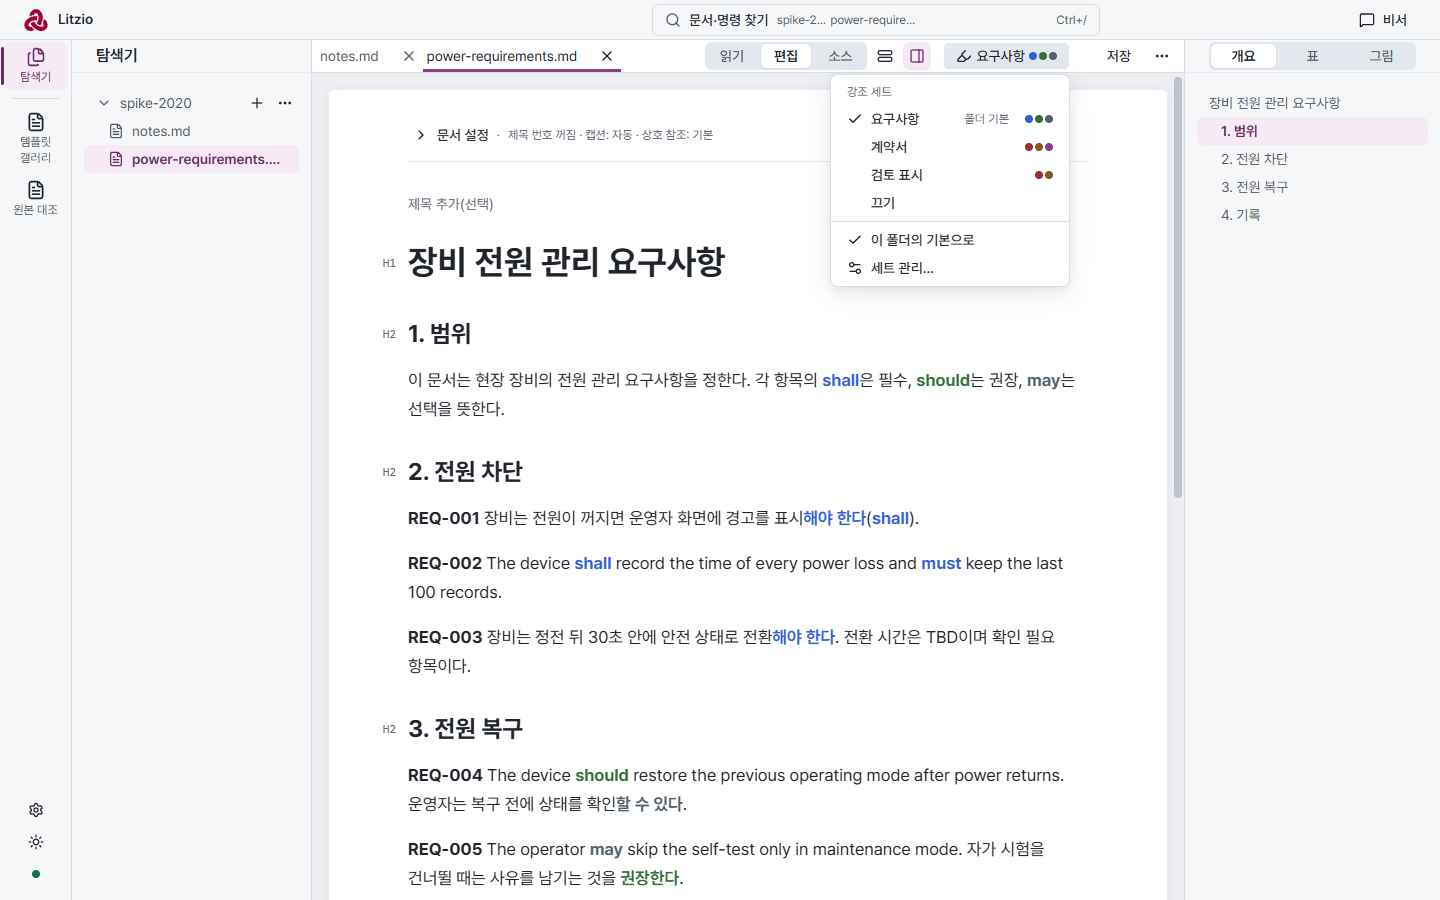 Litzio
문서·명령 찾기 spike-2... power-require... Ctrl+/
비서
탐색기
템플릿
갤러리
원본 대조
탐색기
spike-2020
notes.md
power-requirements....
notes.md
power-requirements.md
읽기 편집 소스
요구사항
저장
강조 세트
요구사항 폴더 기본
계약서
검토 표시
끄기
이 폴더의 기본으로
세트 관리...
문서 설정 · 제목 번호 꺼짐 · 캡션: 자동 · 상호 참조: 기본
제목 추가(선택)
H1 장비 전원 관리 요구사항
H2 1. 범위
이 문서는 현장 장비의 전원 관리 요구사항을 정한다. 각 항목의 shall은 필수, should는 권장, may는
선택을 뜻한다.
H2 2. 전원 차단
REQ-001 장비는 전원이 꺼지면 운영자 화면에 경고를 표시해야 한다(shall).
REQ-002 The device shall record the time of every power loss and must keep the last
100 records.
REQ-003 장비는 정전 뒤 30초 안에 안전 상태로 전환해야 한다. 전환 시간은 TBD이며 확인 필요
항목이다.
H2 3. 전원 복구
REQ-004 The device should restore the previous operating mode after power returns.
운영자는 복구 전에 상태를 확인할 수 있다.
REQ-005 The operator may skip the self-test only in maintenance mode. 자가 시험을
건너뛸 때는 사유를 남기는 것을 권장한다.
개요 표 그림
장비 전원 관리 요구사항
1. 범위
2. 전원 차단
3. 전원 복구
4. 기록